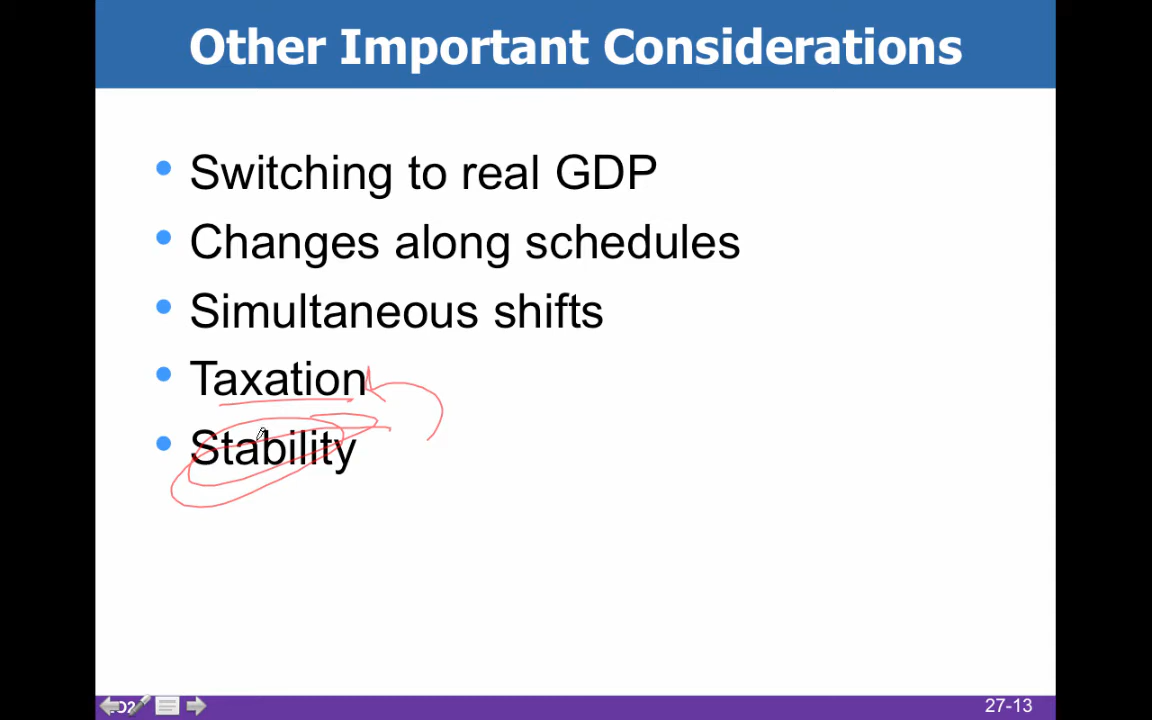 Other Important Considerations
• Switching to real GDP
• Changes along schedules
• Simultaneous shifts
• Taxation
• Stability
27-13